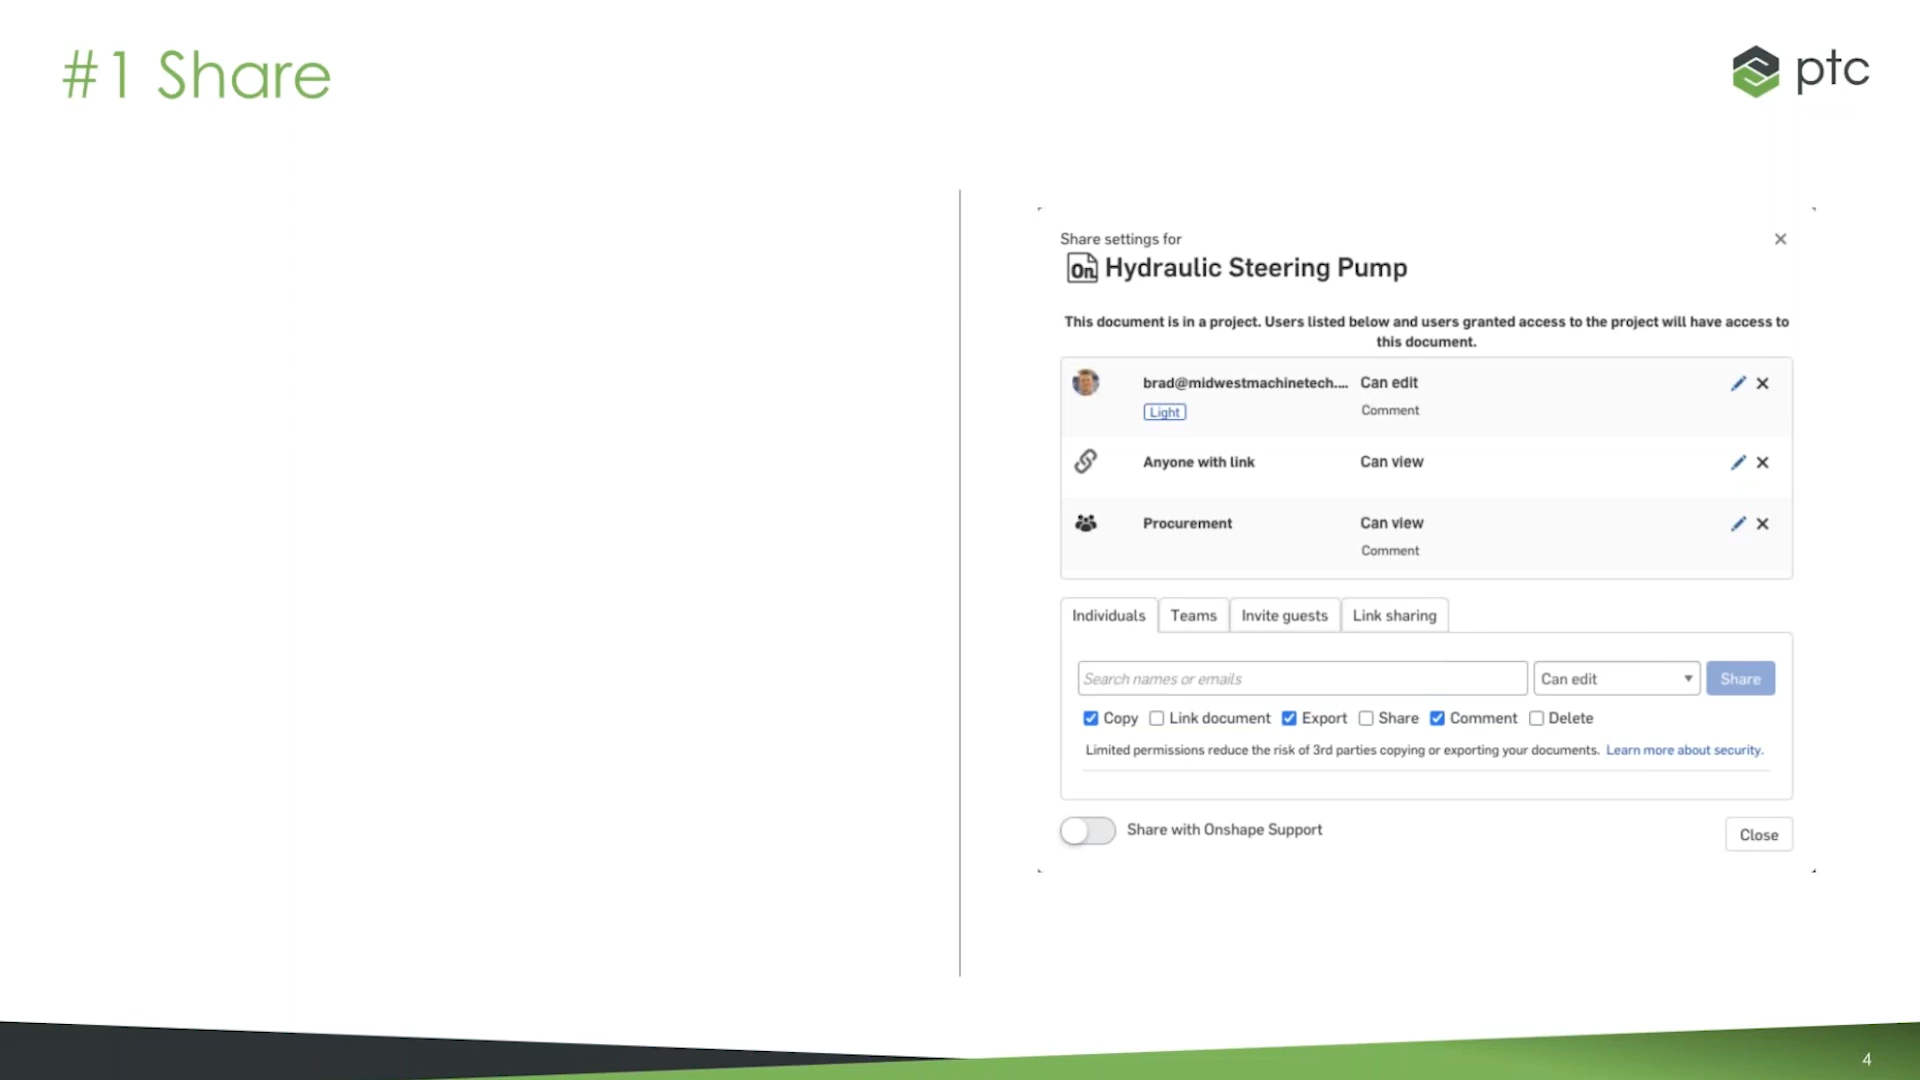 #1 Share
ptc
Share settings for
On Hydraulic Steering Pump
This document is in a project. Users listed below and users granted access to the project will have access to
this document.
brad@midwestmachinetech.... Can edit
Light Comment
Anyone with link Can view
Procurement Can view
Comment
Individuals Teams Invite guests Link sharing
Search names or emails Can edit Share
Copy Link document Export Share Comment Delete
Limited permissions reduce the risk of 3rd parties copying or exporting your documents. Learn more about security.
Share with Onshape Support Close
4